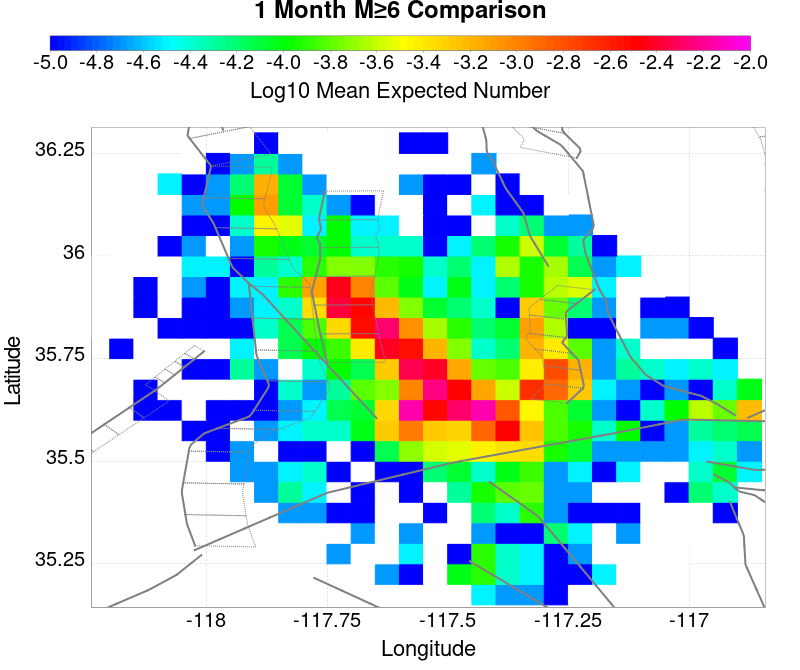 1 Month M≥6 Comparison
-5.0 -4.8 -4.6 -4.4 -4.2 -4.0 -3.8 -3.6 -3.4 -3.2 -3.0 -2.8 -2.6 -2.4 -2.2 -2.0
Log10 Mean Expected Number
36.25
36
35.75
35.5
35.25
Latitude
-118 -117.75 -117.5 -117.25 -117
Longitude